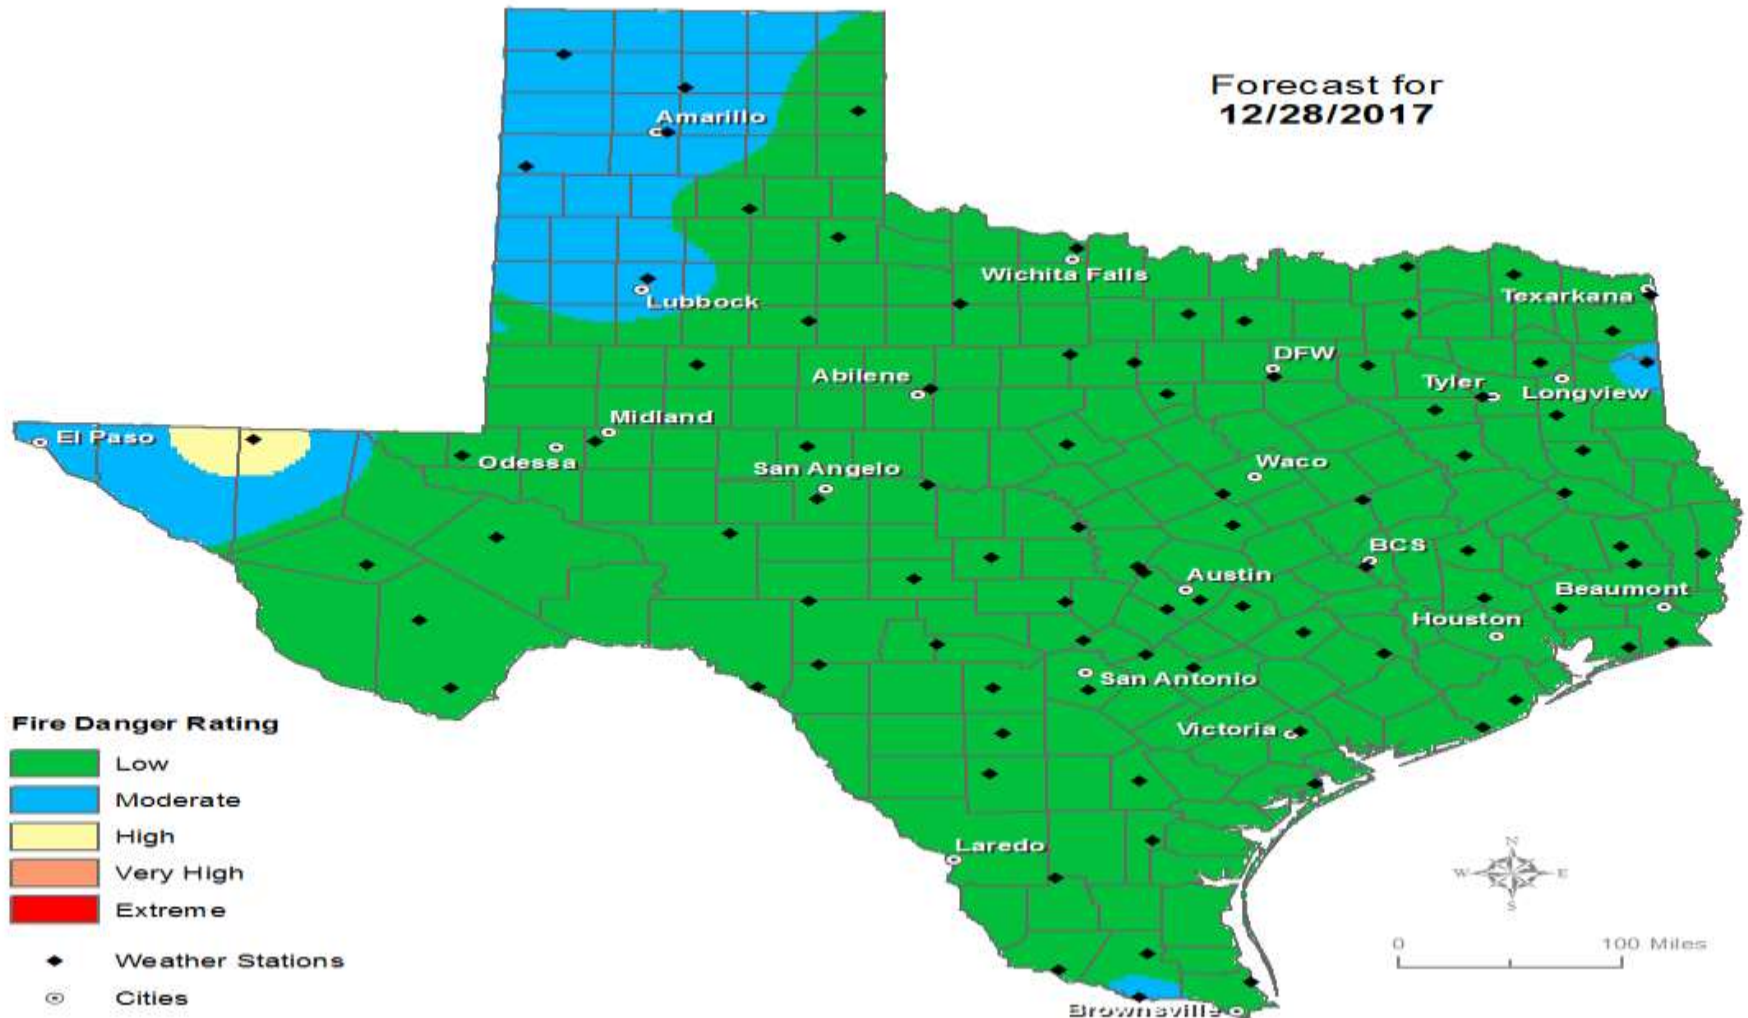 Forecast for
12/28/2017
Amarillo
Wichita Falls
Lubbock
Texarkana
DFW
Abilene
Tyler
Longview
Midland
El Paso
Odessa
San Angelo
Waco
BCS
Austin
Beaumont
Houston
San Antonio
Victoria
Laredo
Brownsville
Fire Danger Rating
Low
Moderate
High
Very High
Extreme
Weather Stations
Cities
N
W E
S
0 100 Miles